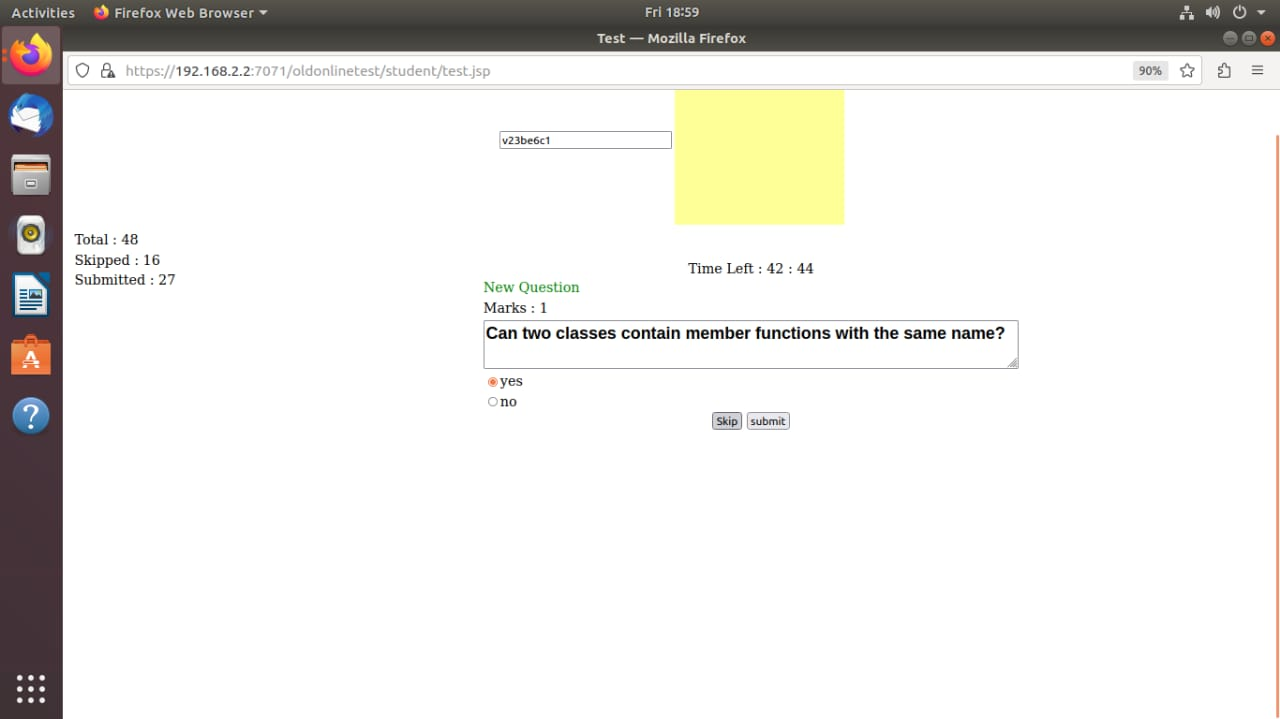 Activities
Firefox Web Browser
Fri 18:59
Test — Mozilla Firefox
https://192.168.2.2:7071/oldonlinetest/student/test.jsp
90%
v23be6c1
Total : 48
Skipped : 16
Submitted : 27
Time Left : 42 : 44
New Question
Marks : 1
Can two classes contain member functions with the same name?
yes
no
Skip submit